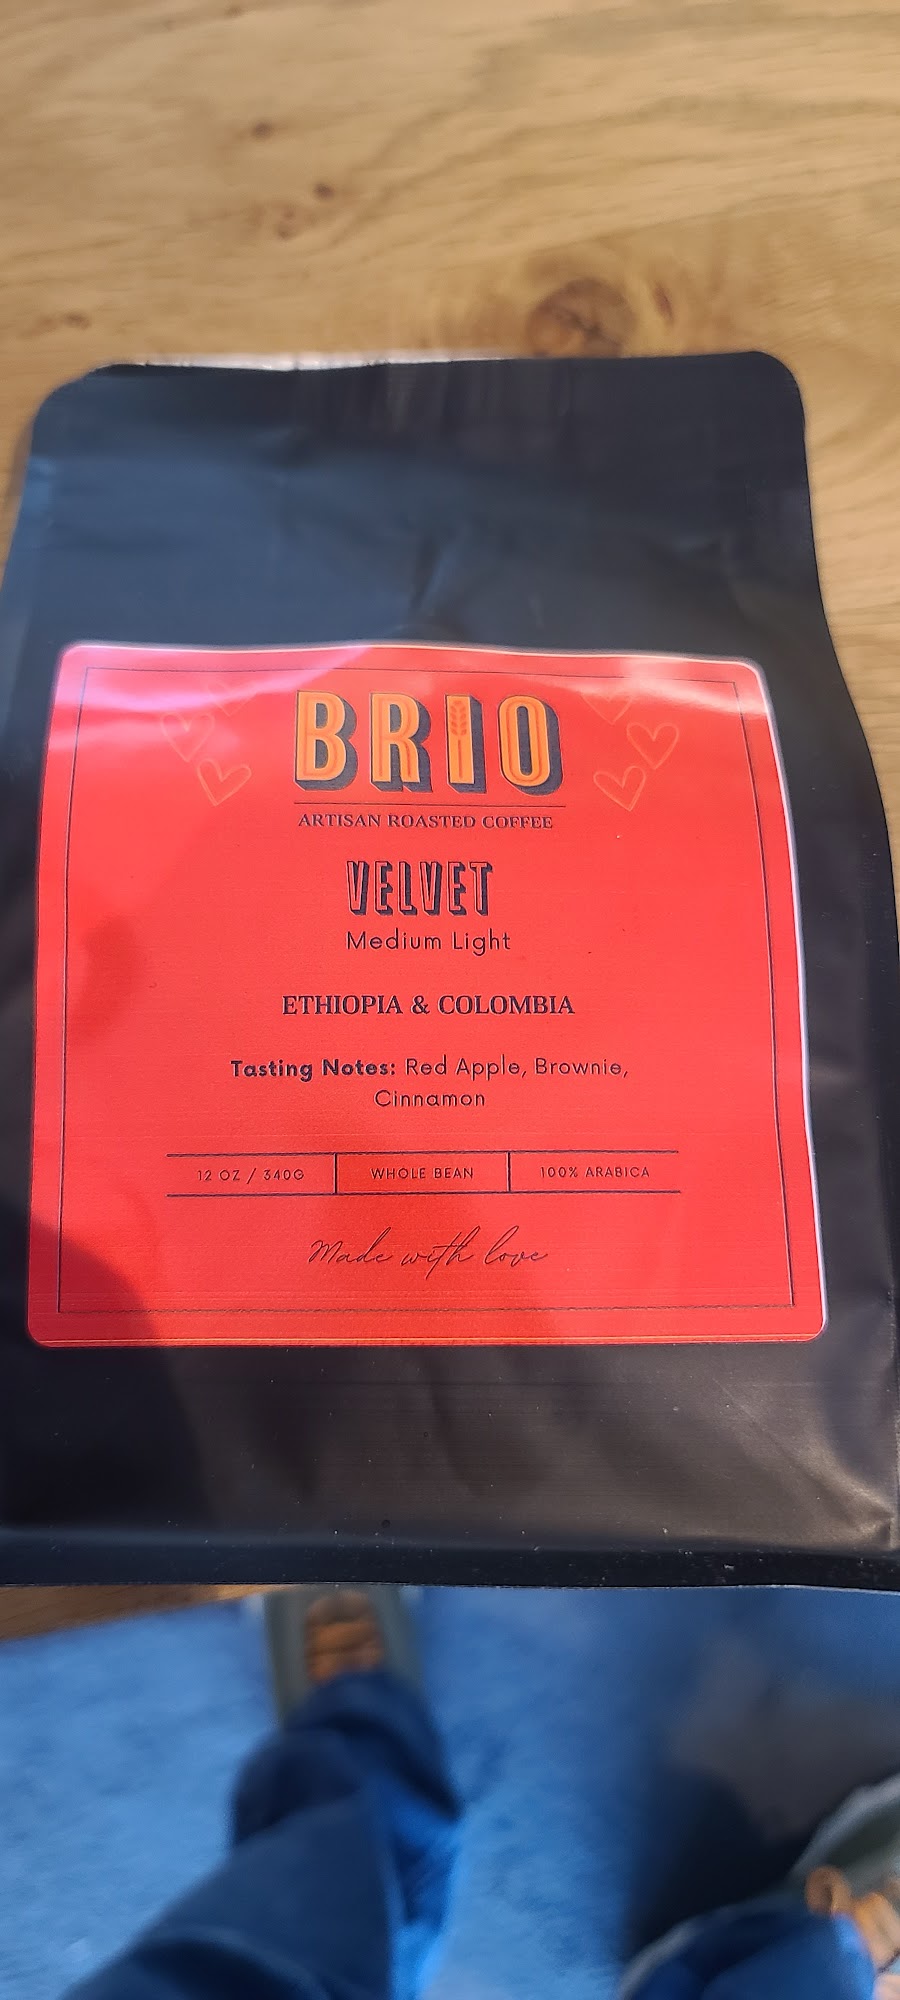 BRIO
ARTISAN ROASTED COFFEE
VELVET
Medium Light
ETHIOPIA & COLOMBIA
Tasting Notes: Red Apple, Brownie,
Cinnamon
12 OZ / 340G WHOLE BEAN 100% ARABICA
Made with love